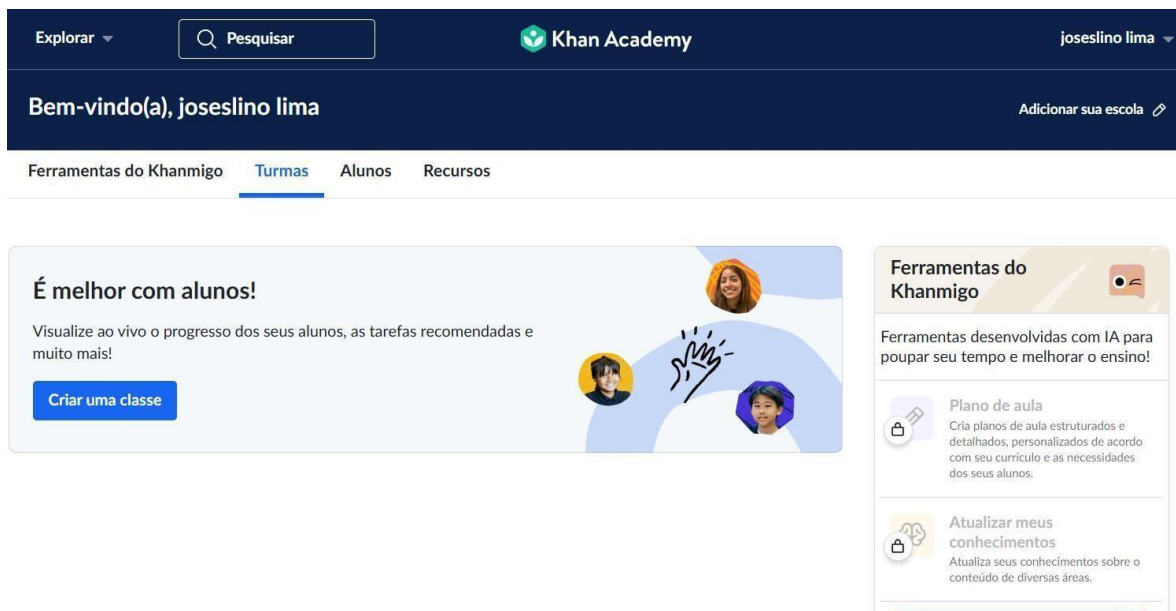 Explorar
Pesquisar
Khan Academy
joseslino lima
Bem-vindo(a), joseslino lima
Adicionar sua escola
Ferramentas do Khanmigo
Turmas
Alunos
Recursos
É melhor com alunos!
Visualize ao vivo o progresso dos seus alunos, as tarefas recomendadas e
muito mais!
Criar uma classe
Ferramentas do
Khanmigo
Ferramentas desenvolvidas com IA para
poupar seu tempo e melhorar o ensino!
Plano de aula
Cria planos de aula estruturados e
detalhados, personalizados de acordo
com seu currículo e as necessidades
dos seus alunos.
Atualizar meus
conhecimentos
Atualiza seus conhecimentos sobre o
conteúdo de diversas áreas.